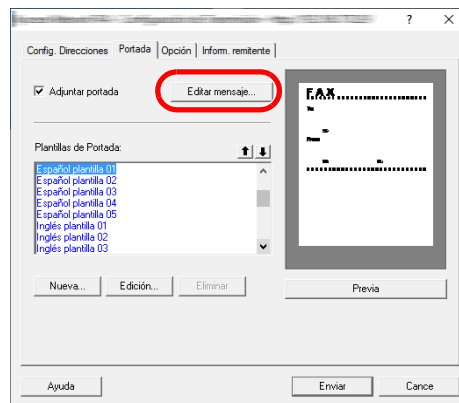 ? ×
Config. Direcciones Portada Opción Inform. remitente
Adjuntar portada Editar mensaje...
Plantillas de Portada:
Español plantilla 01
Español plantilla 02
Español plantilla 03
Español plantilla 04
Español plantilla 05
Inglés plantilla 01
Inglés plantilla 02
Inglés plantilla 03
Nueva... Edición... Eliminar
FAX
Previa
Ayuda Enviar Cance